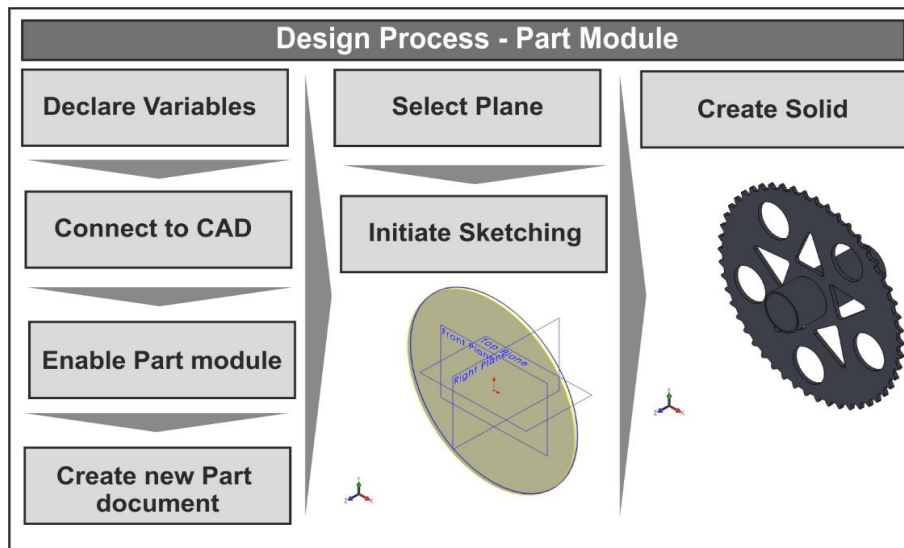 Design Process - Part Module
Declare Variables
Connect to CAD
Enable Part module
Create new Part
document
Select Plane
Initiate Sketching
Front Plane
Top Plane
Right Plane
Create Solid